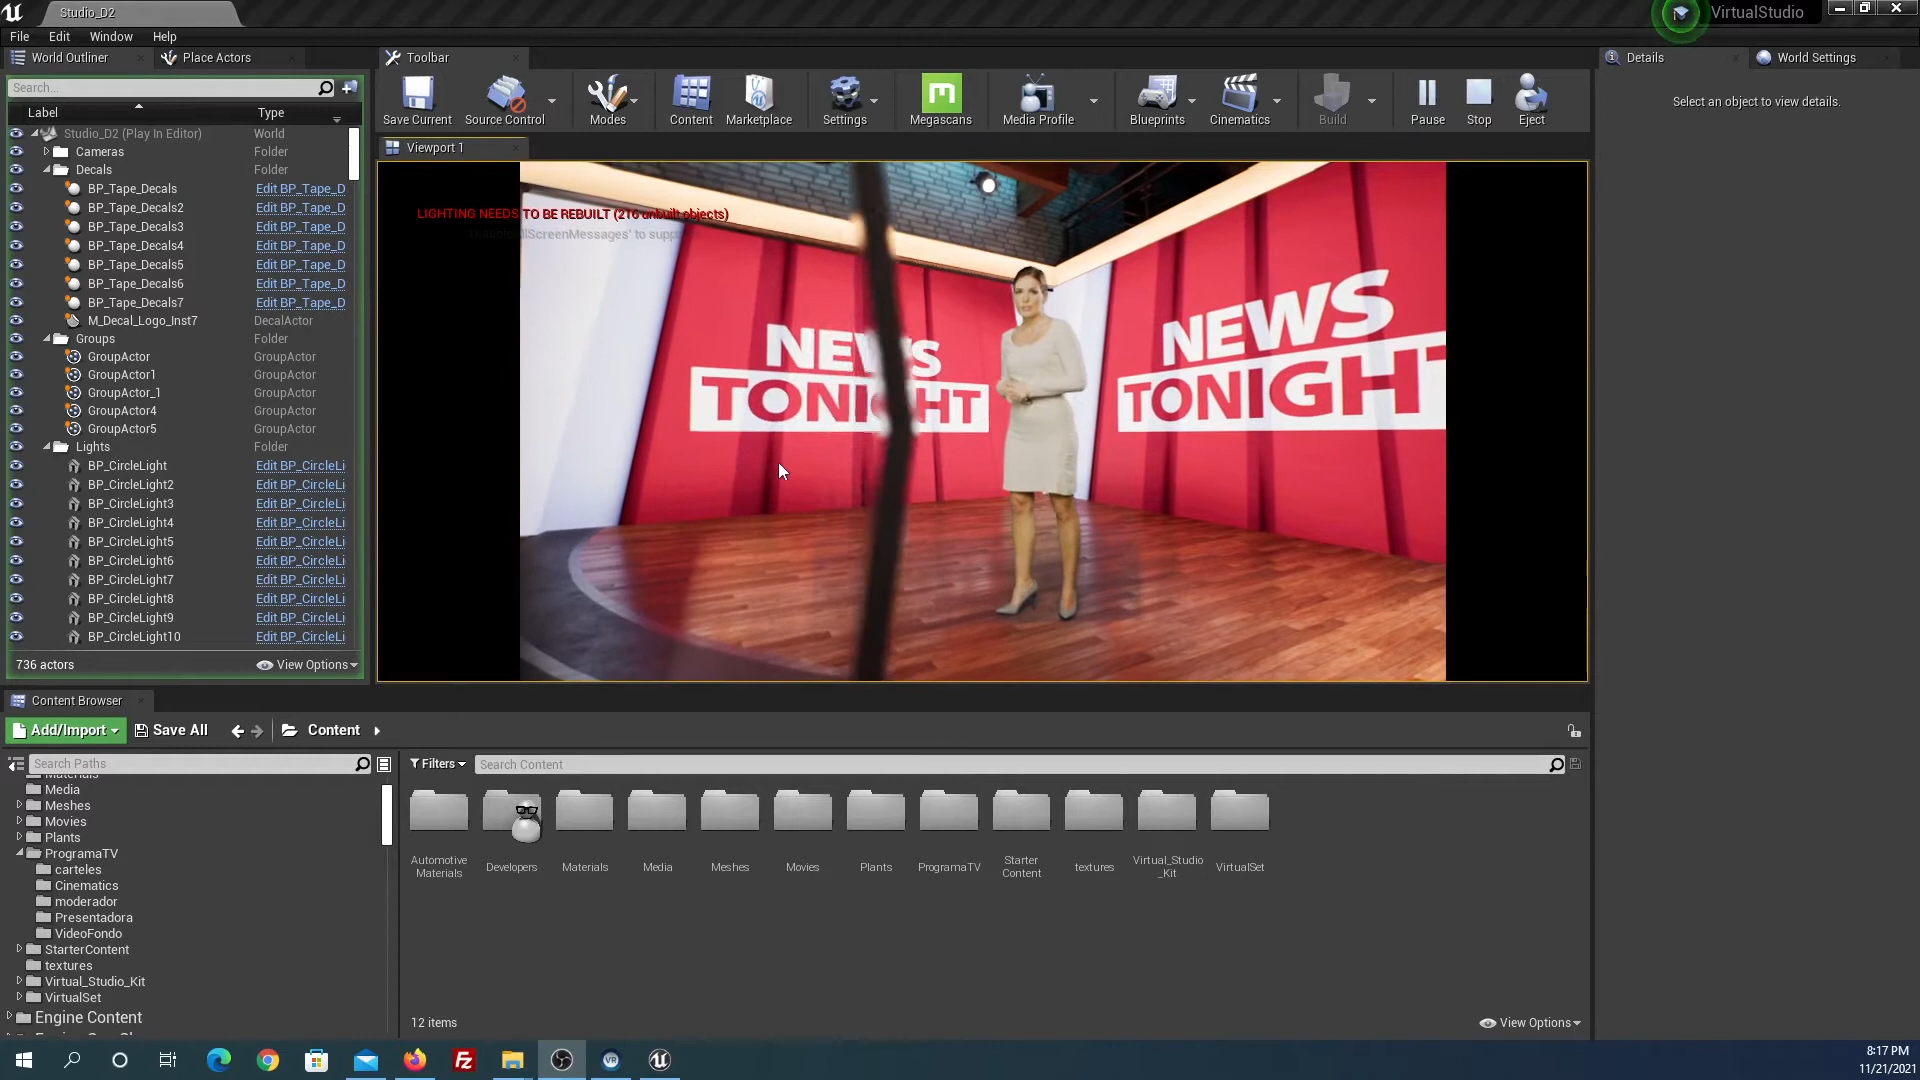 Studio_D2
VirtualStudio
File
Edit
Window
Help
World Outliner
Place Actors
Toolbar
Details
World Settings
Search...
Save Current
Source Control
Modes
Content
Marketplace
Settings
Megascans
Media Profile
Blueprints
Cinematics
Build
Pause
Stop
Eject
Select an object to view details.
Label
Type
Viewport 1
Studio_D2 (Play In Editor)
World
Cameras
Folder
Decals
Folder
BP_Tape_Decals
Edit BP_Tape_D
BP_Tape_Decals2
Edit BP_Tape_D
BP_Tape_Decals3
Edit BP_Tape_D
BP_Tape_Decals4
Edit BP_Tape_D
BP_Tape_Decals5
Edit BP_Tape_D
BP_Tape_Decals6
Edit BP_Tape_D
BP_Tape_Decals7
Edit BP_Tape_D
M_Decal_Logo_Inst7
DecalActor
Groups
Folder
GroupActor
GroupActor
GroupActor1
GroupActor
GroupActor_1
GroupActor
GroupActor4
GroupActor
GroupActor5
GroupActor
Lights
Folder
BP_CircleLight
Edit BP_CircleLi
BP_CircleLight2
Edit BP_CircleLi
BP_CircleLight3
Edit BP_CircleLi
BP_CircleLight4
Edit BP_CircleLi
BP_CircleLight5
Edit BP_CircleLi
BP_CircleLight6
Edit BP_CircleLi
BP_CircleLight7
Edit BP_CircleLi
BP_CircleLight8
Edit BP_CircleLi
BP_CircleLight9
Edit BP_CircleLi
BP_CircleLight10
Edit BP_CircleLi
736 actors
View Options
LIGHTING NEEDS TO BE REBUILT (216 unbuilt objects)
NEWS
TONIGHT
NEWS
TONIGHT
Content Browser
Add/Import
Save All
Content
Search Paths
Filters
Search Content
Materials
Media
Meshes
Movies
Plants
ProgramaTV
carteles
Cinematics
moderador
Presentadora
VideoFondo
StarterContent
textures
Virtual_Studio_Kit
VirtualSet
Engine Content
Automotive
Materials
Developers
Materials
Media
Meshes
Movies
Plants
ProgramaTV
Starter
Content
textures
Virtual_Studio
_Kit
VirtualSet
12 items
View Options
8:17 PM
11/21/2021